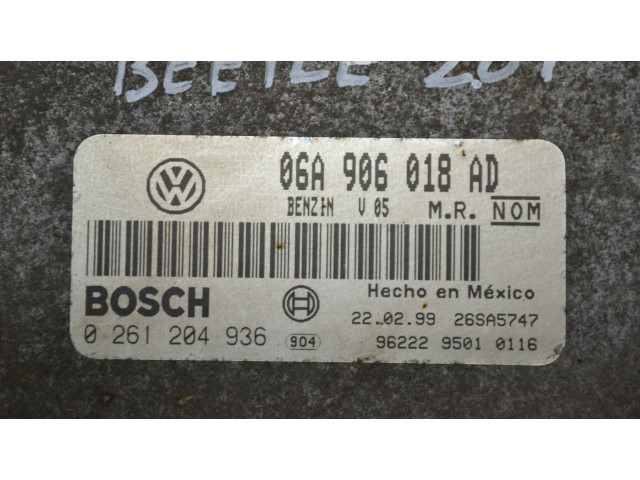 BEETLE 2.0i
06A 906 018 AD
BENZIN V 05 M.R. NOM
BOSCH
Hecho en México
0 261 204 936
904
22.02.99 26SA5747
96222 9501 0116